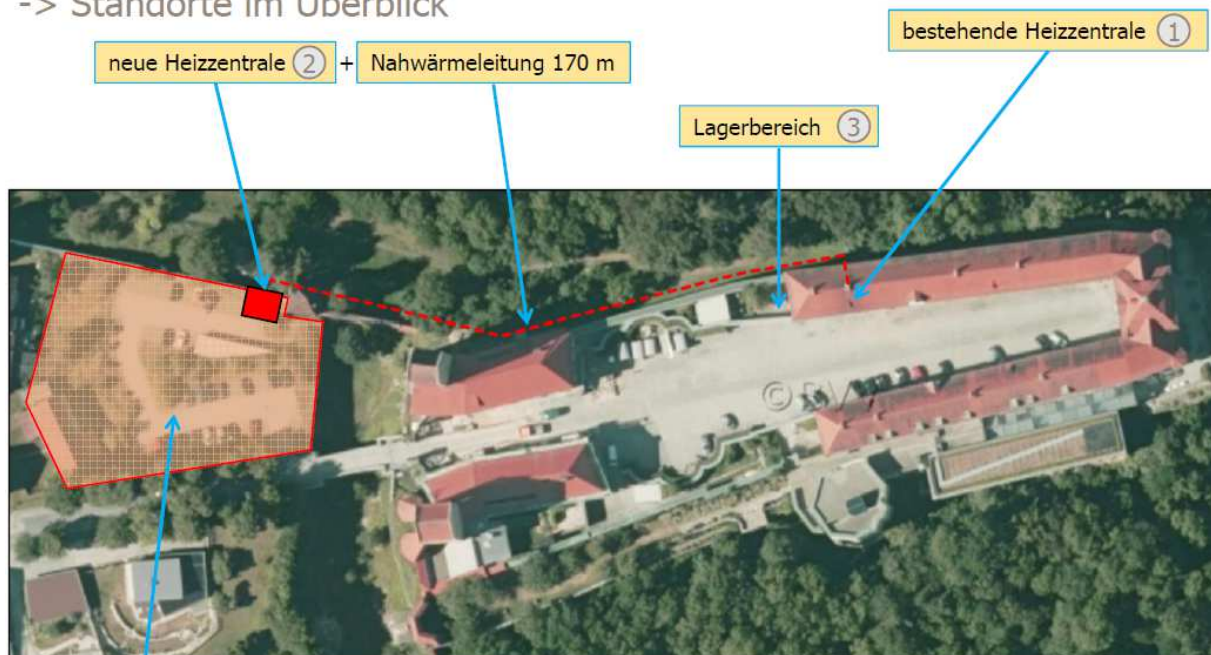 -> Standorte im Überblick
bestehende Heizzentrale 1
neue Heizzentrale 2 + Nahwärmeleitung 170 m
Lagerbereich 3